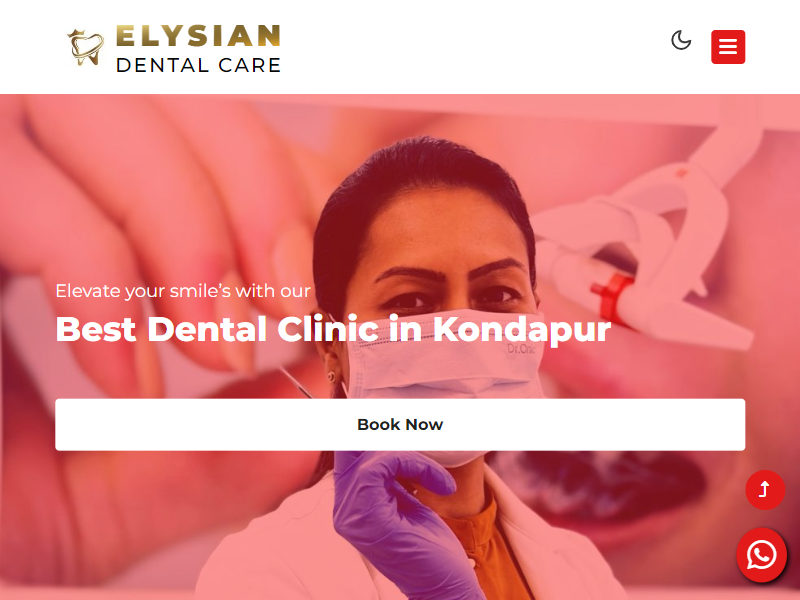 ELYSIAN
DENTAL CARE
Elevate your smile's with our
Best Dental Clinic in Kondapur
Book Now